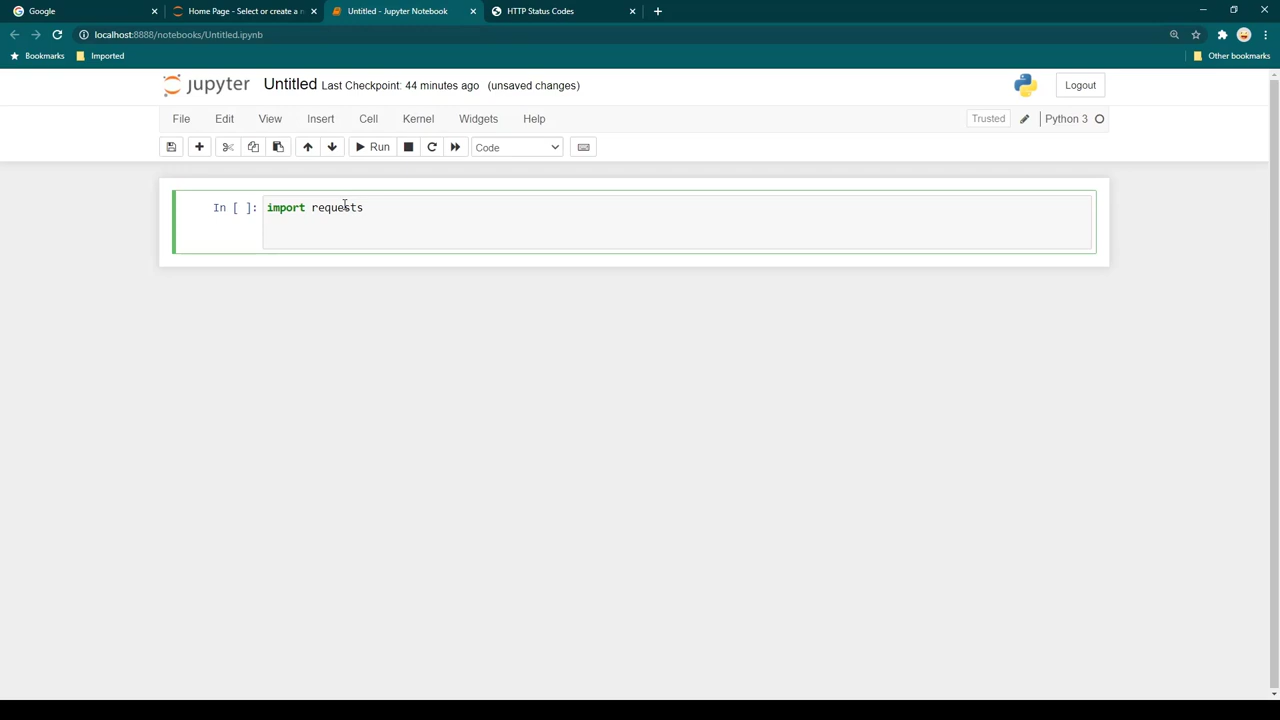 Google
Home Page - Select or create a n
Untitled - Jupyter Notebook
HTTP Status Codes
localhost:8888/notebooks/Untitled.ipynb
Bookmarks
Imported
Other bookmarks
jupyter Untitled Last Checkpoint: 44 minutes ago (unsaved changes)
Logout
File Edit View Insert Cell Kernel Widgets Help
Trusted
Python 3
Run
Code
In [ ]: import requests